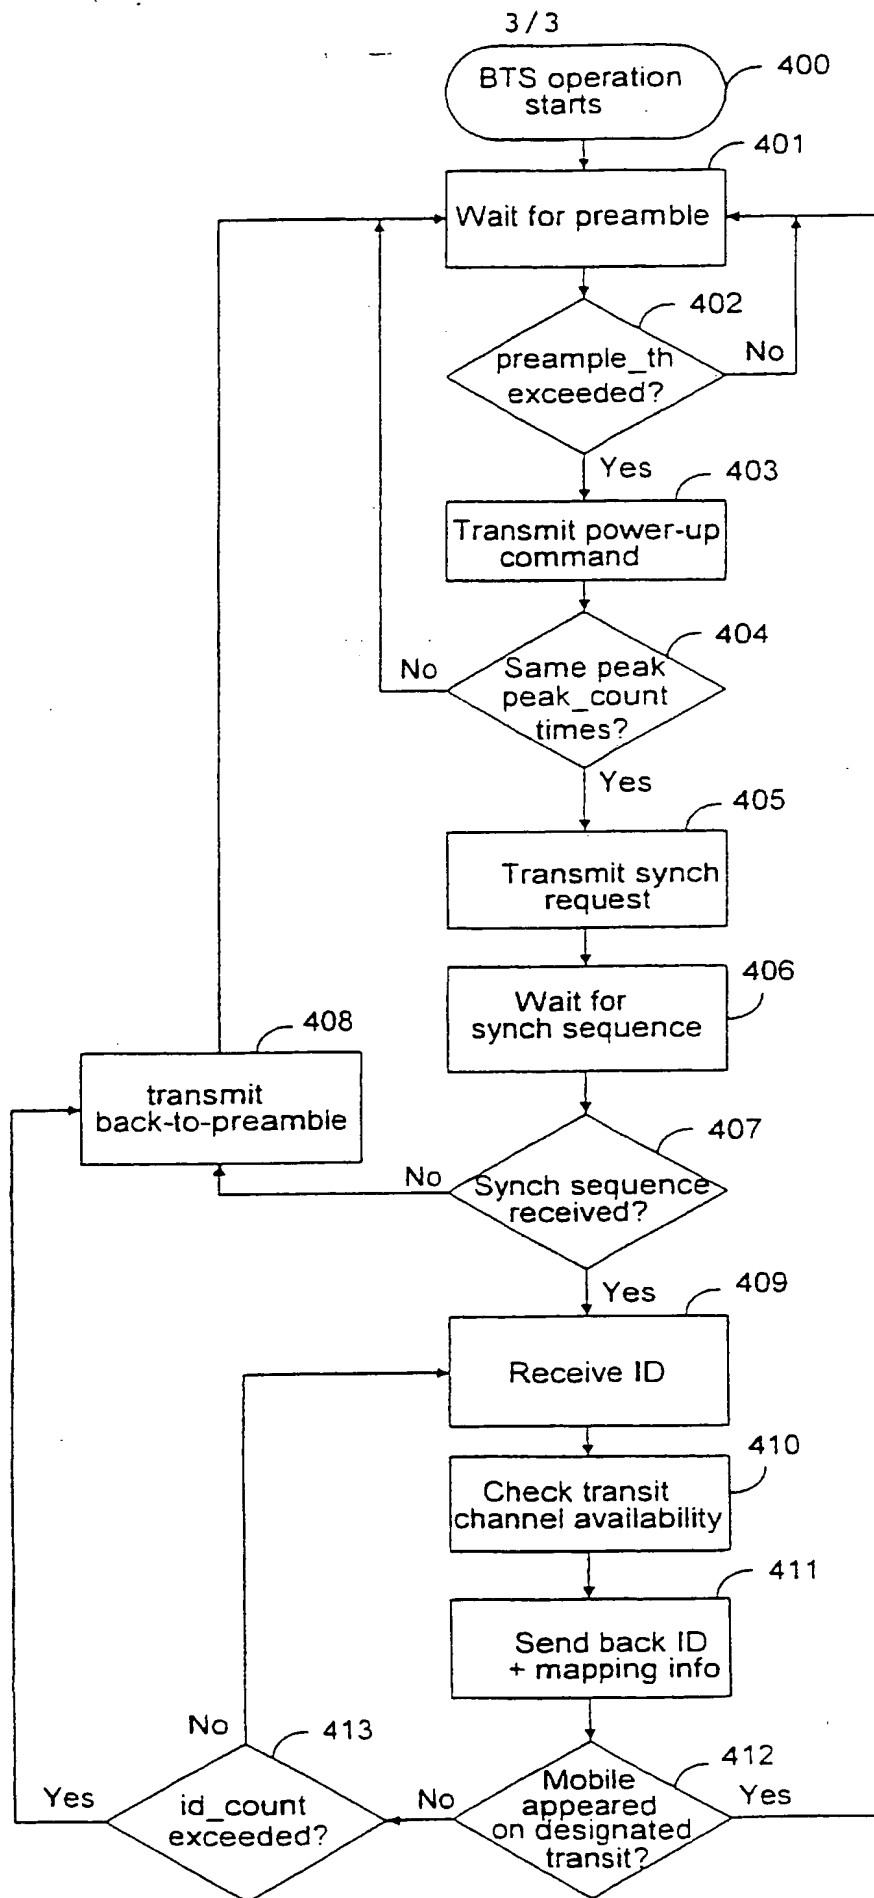 3/3
BTS operation
starts
400
401
Wait for preamble
402
preample_th
exceeded?
No
Yes
403
Transmit power-up
command
404
No
Same peak
peak_count
times?
Yes
405
Transmit synch
request
406
Wait for
synch sequence
408
transmit
back-to-preamble
407
No
Synch sequence
received?
Yes
409
Receive ID
410
Check transit
channel availability
411
Send back ID
+ mapping info
No
413
412
Mobile
appeared
on designated
transit?
Yes
No
id_count
exceeded?
Yes